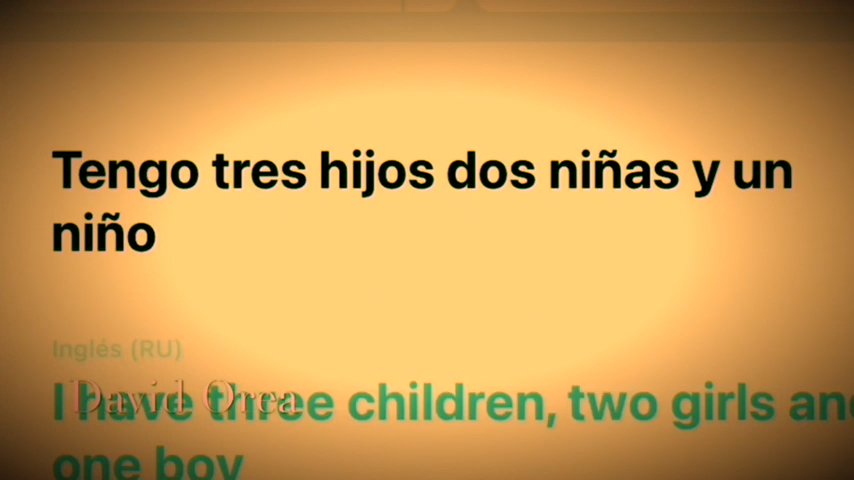 Tengo tres hijos dos niñas y un
niño
Inglés (RU)
I have three children, two girls and
David Orea
one boy